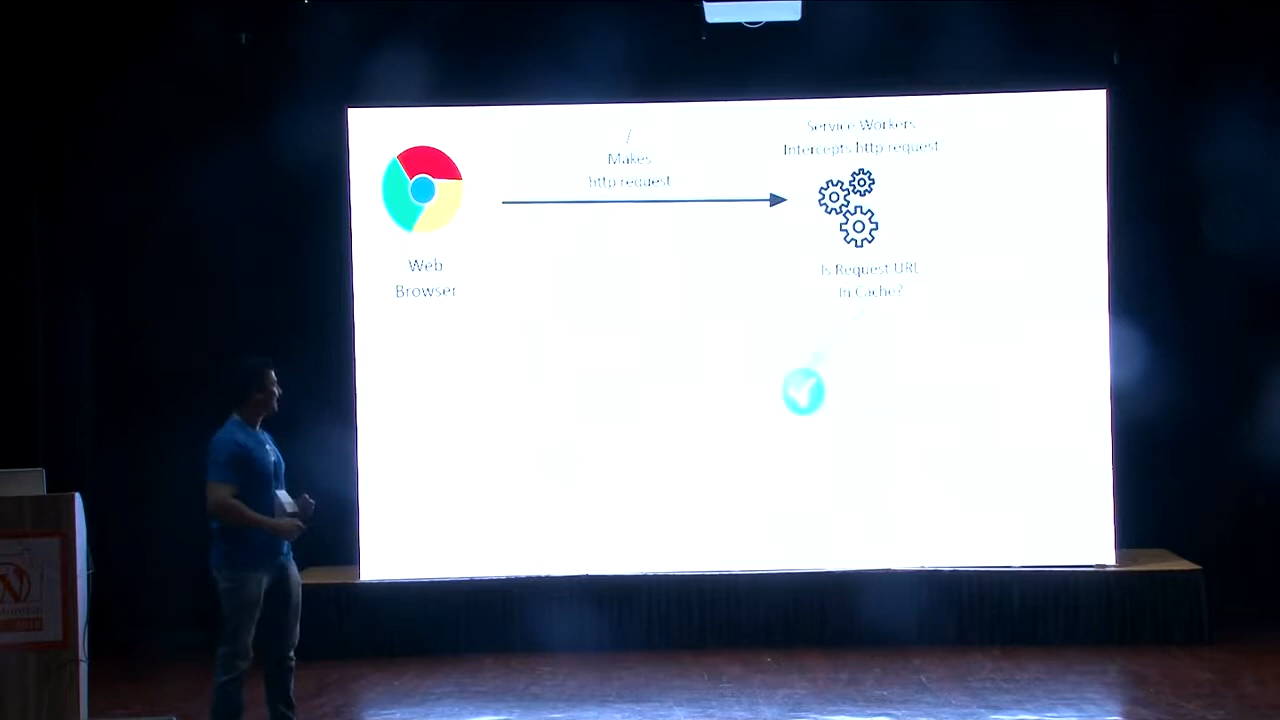 /
Makes
http request
Service Workers
Intercepts http request
Web
Browser
Is Request URL
In Cache?